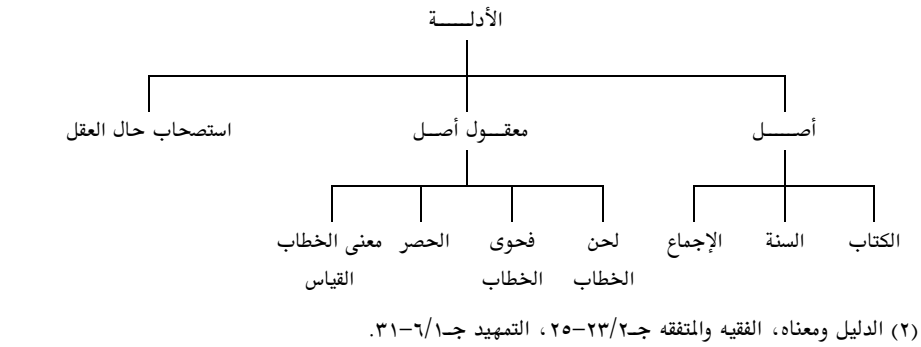 الأدلـــــة
أصـــــل معقـــول أصــل استصحاب حال العقل
الكتاب السنة الإجماع لحن فحوى الحصر معنى الخطاب
الخطاب الخطاب القياس
(٢) الدليل ومعناه، الفقيه والمتفقه جـ٢/٢٣–٢٥، التمهيد جـ١/٦–٣١.